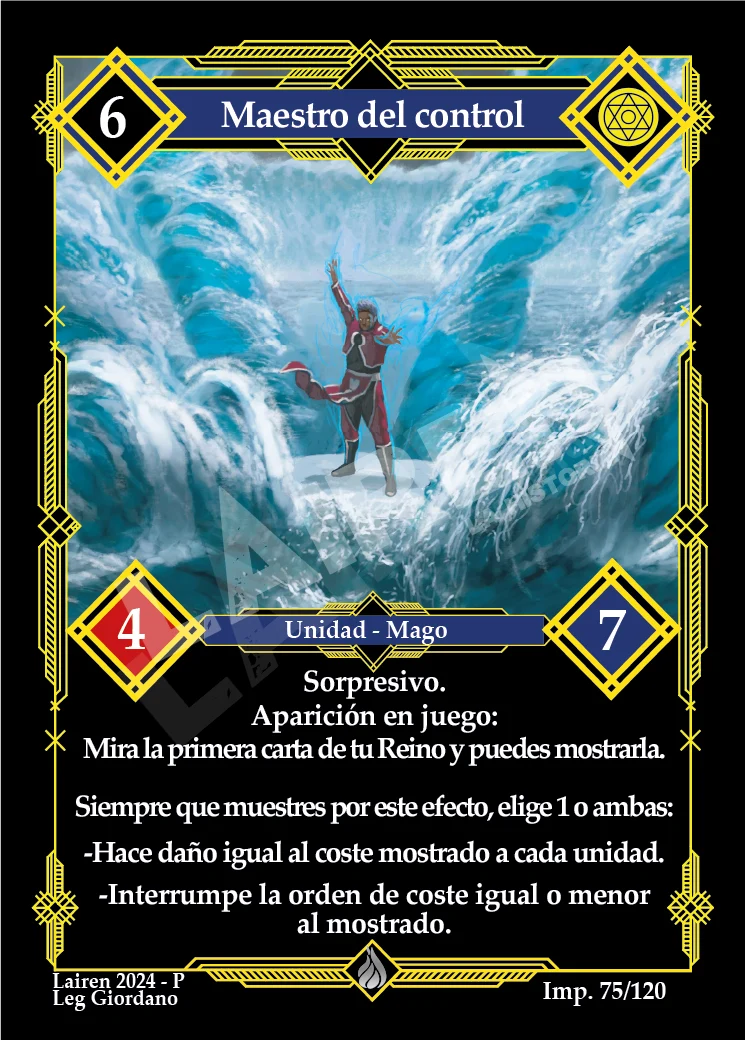 6
Maestro del control
4
Unidad - Mago
7
Sorpresivo.
Aparición en juego:
Mira la primera carta de tu Reino y puedes mostrarla.
Siempre que muestres por este efecto, elige 1 o ambas:
-Hace daño igual al coste mostrado a cada unidad.
-Interrumpe la orden de coste igual o menor
al mostrado.
Lairen 2024 - P
Leg Giordano
Imp. 75/120